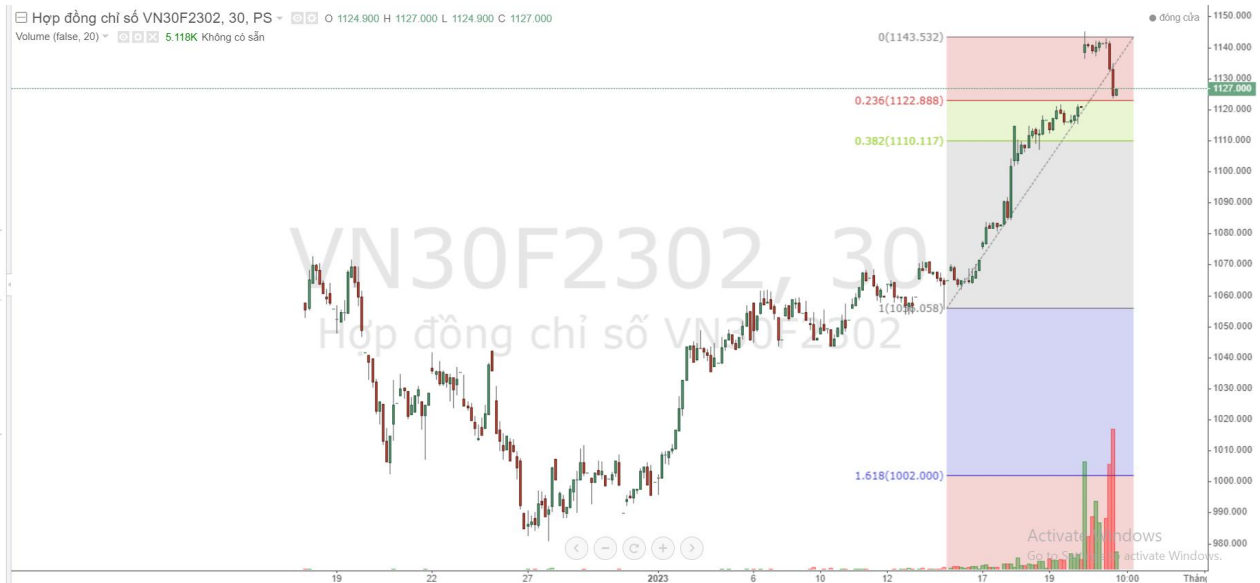 Hợp đồng chỉ số VN30F2302, 30, PS O 1124.900 H 1127.000 L 1124.900 C 1127.000
Volume (false, 20) 5.118K Không có sẵn
đóng cửa
VN30F2302, 30
Hợp đồng chỉ số VN30F2302
0(1143.532)
0.236(1122.888)
0.382(1110.117)
1.618(1002.000)
1150.000
1140.000
1130.000
1127.000
1120.000
1110.000
1100.000
1090.000
1080.000
1070.000
1060.000
1050.000
1040.000
1030.000
1020.000
1010.000
1000.000
990.000
980.000
Activate Windows
activate Windows.
19 22 27 2023 6 10 12 17 19 10:00 Tháng